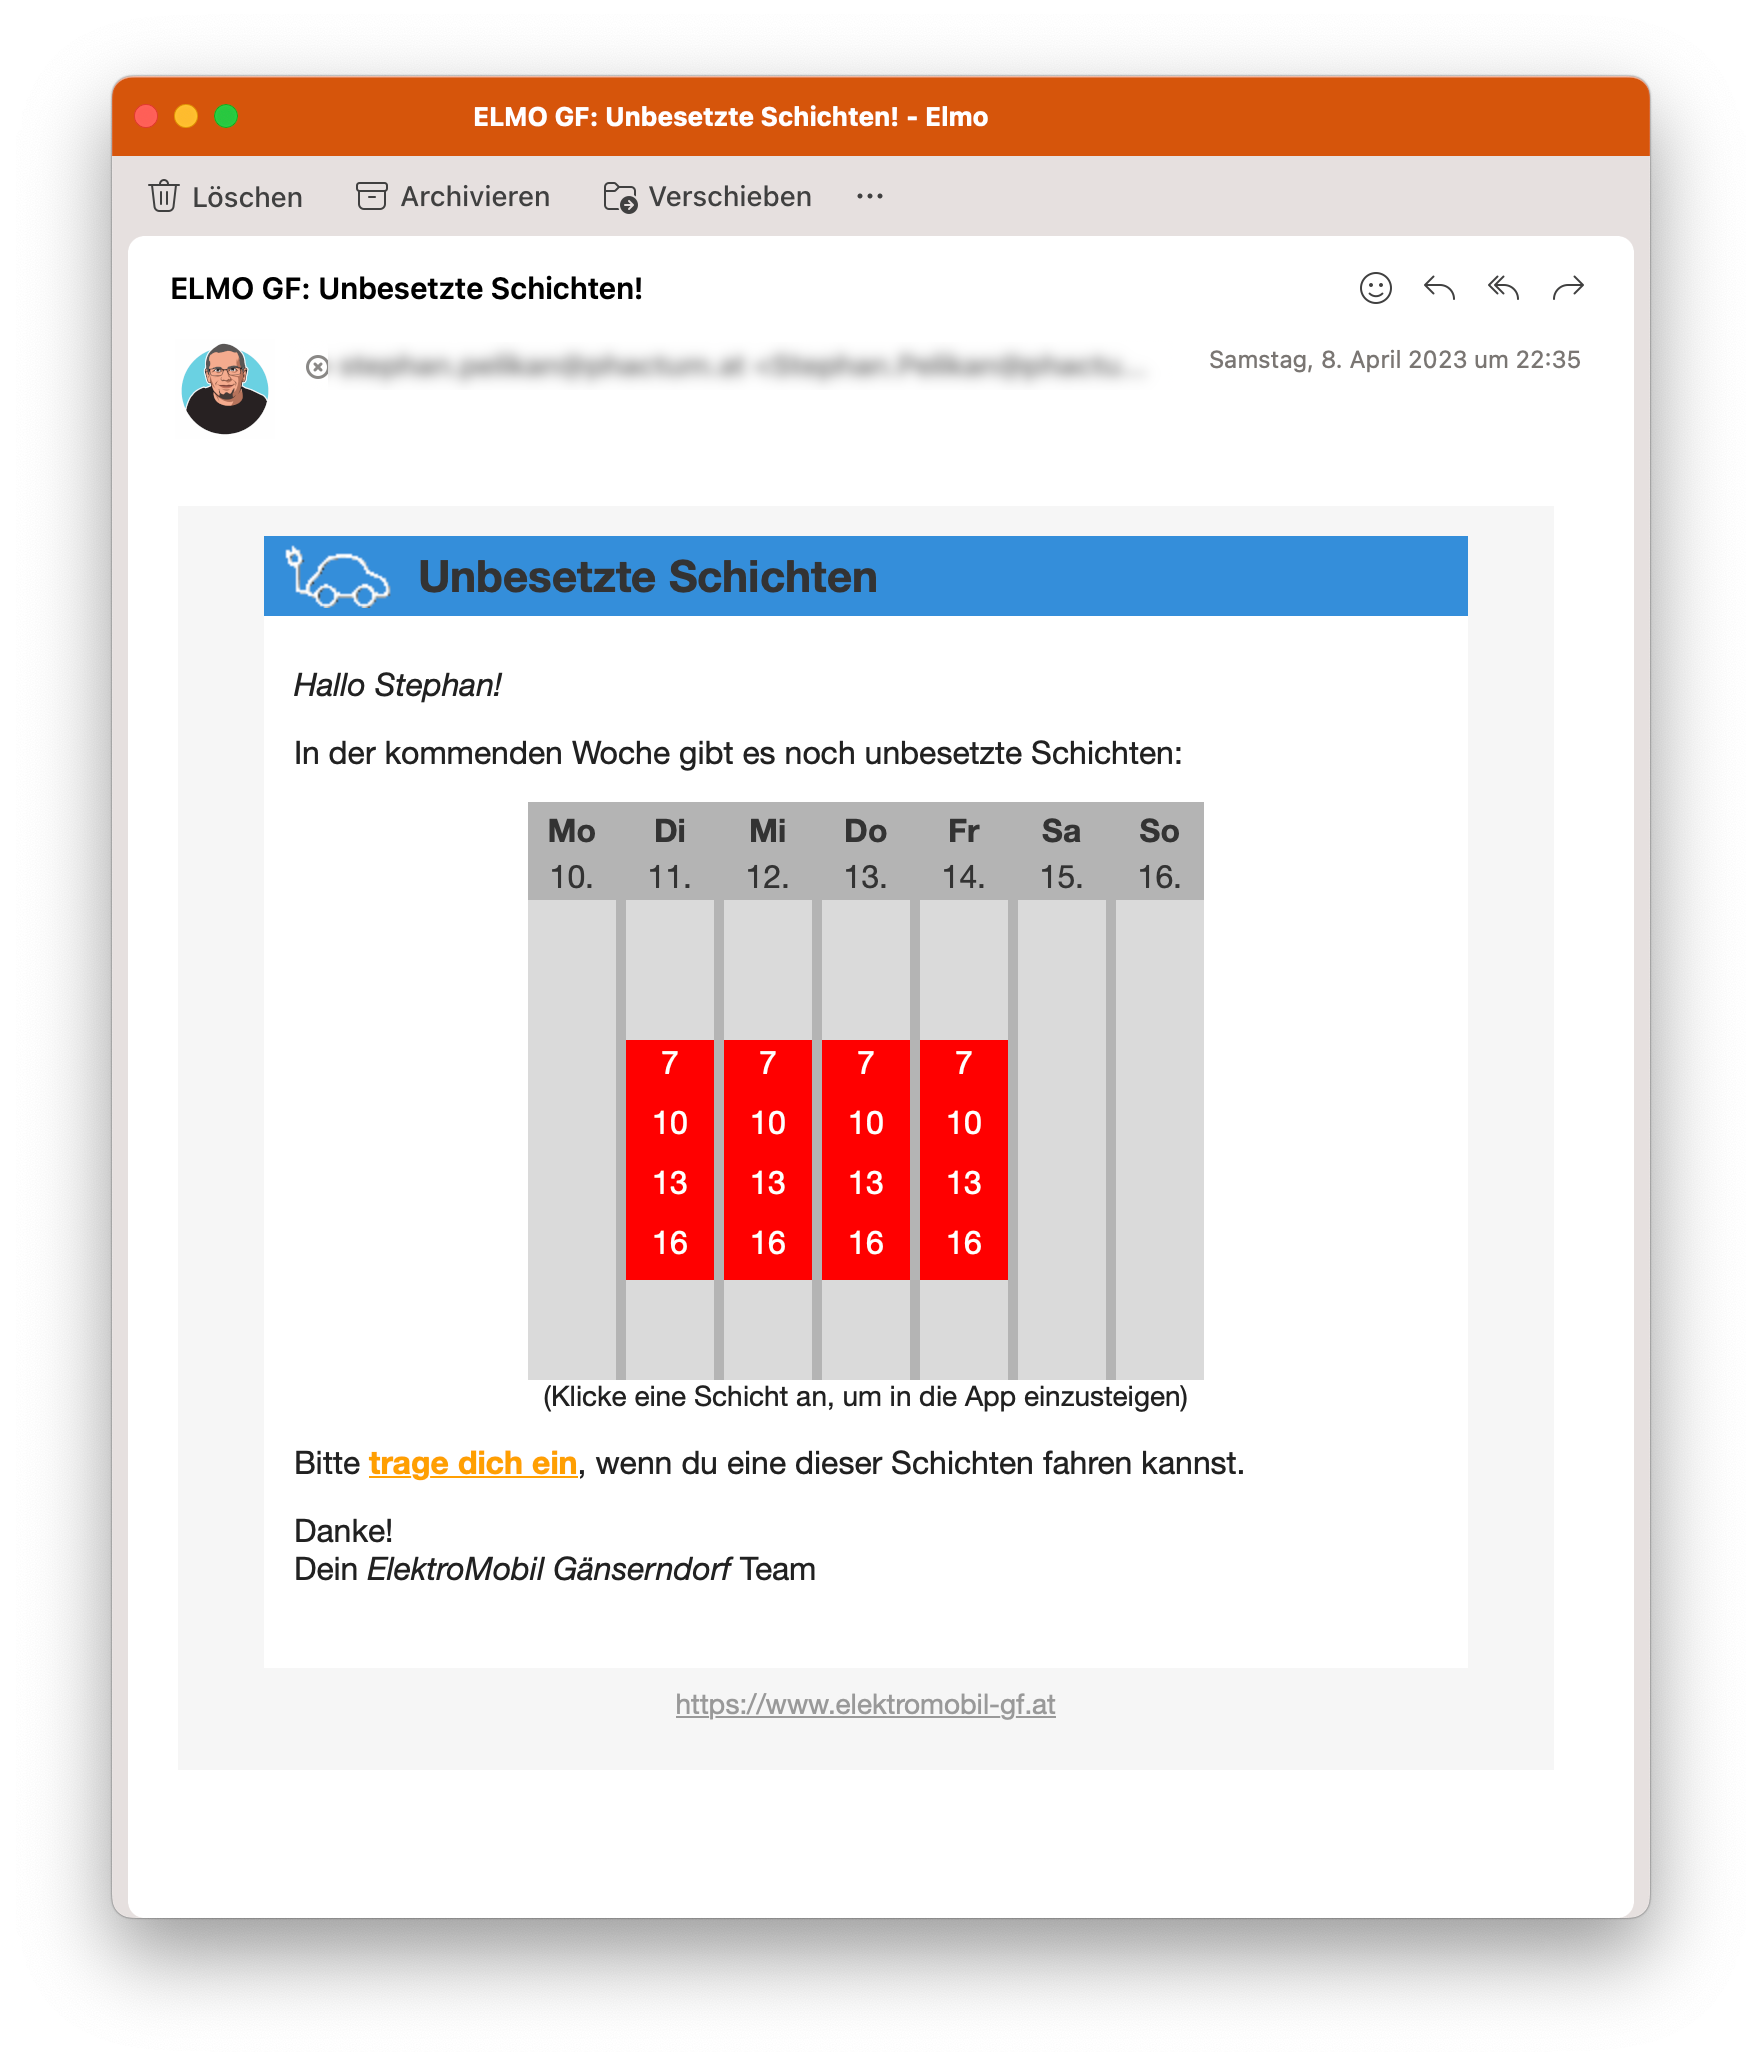 ELMO GF: Unbesetzte Schichten! - Elmo
Löschen Archivieren Verschieben ...
ELMO GF: Unbesetzte Schichten!
Samstag, 8. April 2023 um 22:35
Unbesetzte Schichten
Hallo Stephan!
In der kommenden Woche gibt es noch unbesetzte Schichten:
Mo Di Mi Do Fr Sa So
10. 11. 12. 13. 14. 15. 16.
7 7 7 7
10 10 10 10
13 13 13 13
16 16 16 16
(Klicke eine Schicht an, um in die App einzusteigen)
Bitte trage dich ein, wenn du eine dieser Schichten fahren kannst.
Danke!
Dein ElektroMobil Gänserndorf Team
https://www.elektromobil-gf.at